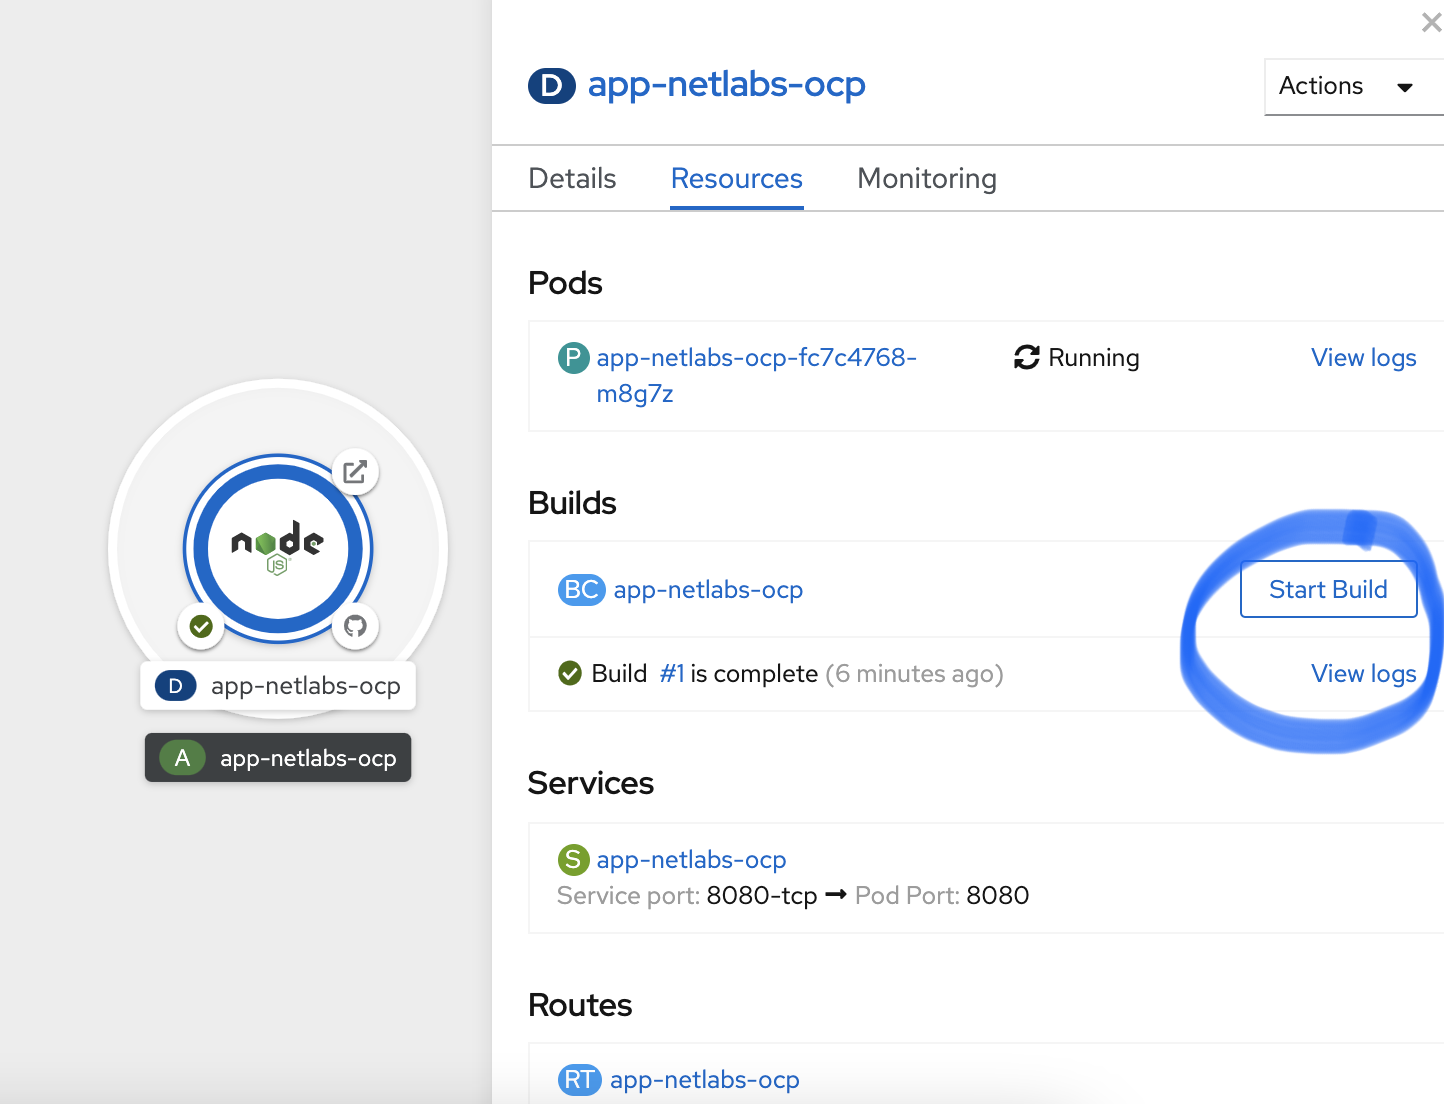 D app-netlabs-ocp
Actions
Details Resources Monitoring
Pods
P app-netlabs-ocp-fc7c4768- Running View logs
m8g7z
Builds
BC app-netlabs-ocp Start Build
Build #1 is complete (6 minutes ago) View logs
Services
S app-netlabs-ocp
Service port: 8080-tcp → Pod Port: 8080
Routes
RT app-netlabs-ocp
node
JS
D app-netlabs-ocp
A app-netlabs-ocp